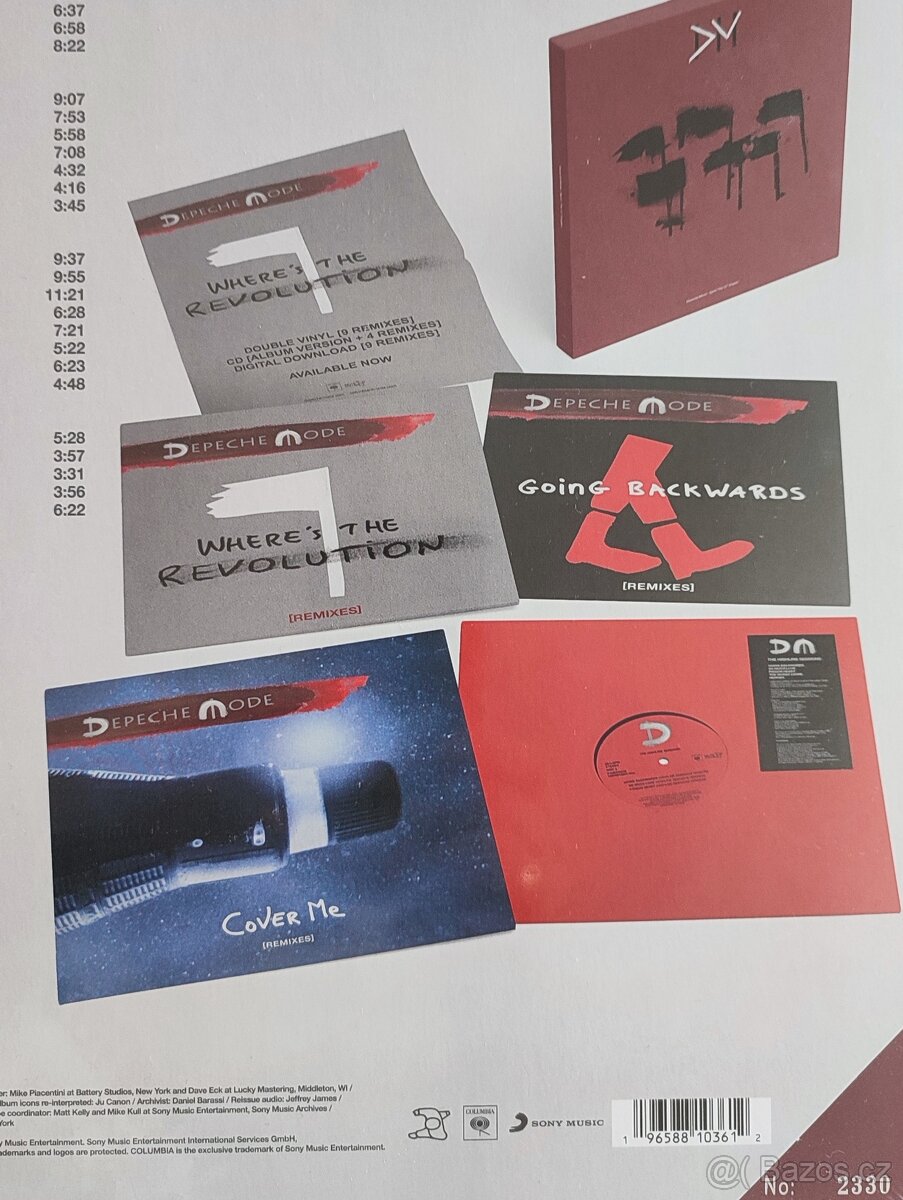 6:37
6:58
8:22
9:07
7:53
5:58
7:08
4:32
4:16
3:45
9:37
9:55
11:21
6:28
7:21
5:22
6:23
4:48
5:28
3:57
3:31
3:56
6:22
DM
DEPECHE MODE
WHERE'S THE
REVOLUTION
DOUBLE VINYL [9 REMIXES]
CD [ALBUM VERSION + 4 REMIXES]
DIGITAL DOWNLOAD [9 REMIXES]
AVAILABLE NOW
DEPECHE MODE
WHERE'S THE
REVOLUTION
[REMIXES]
DEPECHE MODE
GOING BACKWARDS
[REMIXES]
DEPECHE MODE
COVER ME
[REMIXES]
DM
THE HIGHLINE SESSIONS
D
er: Mike Piacentini at Battery Studios, New York and Dave Eck at Lucky Mastering, Middleton, WI /
lbum icons re-interpreted: Ju Canon / Archivist: Daniel Barassi / Reissue audio: Jeffrey James /
e coordinator: Matt Kelly and Mike Kull at Sony Music Entertainment, Sony Music Archives /
York
y Music Entertainment. Sony Music Entertainment International Services GmbH,
ademarks and logos are protected. COLUMBIA is the exclusive trademark of Sony Music Entertainment.
COLUMBIA
SONY MUSIC
1 96588 10361 2
@( Bazos.cz
No: 2330